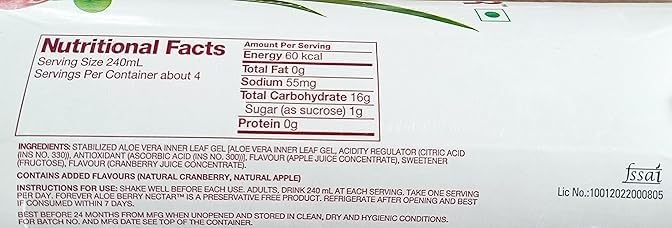 Nutritional Facts
Serving Size 240mL
Servings Per Container about 4
Amount Per Serving
Energy 60 kcal
Total Fat 0g
Sodium 55mg
Total Carbohydrate 16g
Sugar (as sucrose) 1g
Protein 0g
INGREDIENTS: STABILIZED ALOE VERA INNER LEAF GEL [ALOE VERA INNER LEAF GEL, ACIDITY REGULATOR (CITRIC ACID
(INS NO. 330)), ANTIOXIDANT (ASCORBIC ACID (INS NO. 300))], FLAVOUR (APPLE JUICE CONCENTRATE), SWEETENER
(FRUCTOSE), FLAVOUR (CRANBERRY JUICE CONCENTRATE).
CONTAINS ADDED FLAVOURS (NATURAL CRANBERRY, NATURAL APPLE)
INSTRUCTIONS FOR USE: SHAKE WELL BEFORE EACH USE. ADULTS, DRINK 240 mL AT EACH SERVING. TAKE ONE SERVING
PER DAY. FOREVER ALOE BERRY NECTAR™ IS A PRESERVATIVE FREE PRODUCT. REFRIGERATE AFTER OPENING AND BEST
IF CONSUMED WITHIN 7 DAYS.
BEST BEFORE 24 MONTHS FROM MFG WHEN UNOPENED AND STORED IN CLEAN, DRY AND HYGIENIC CONDITIONS.
FOR BATCH NO. AND MFG DATE SEE TOP OF THE CONTAINER.
fssai
Lic No.:10012022000805